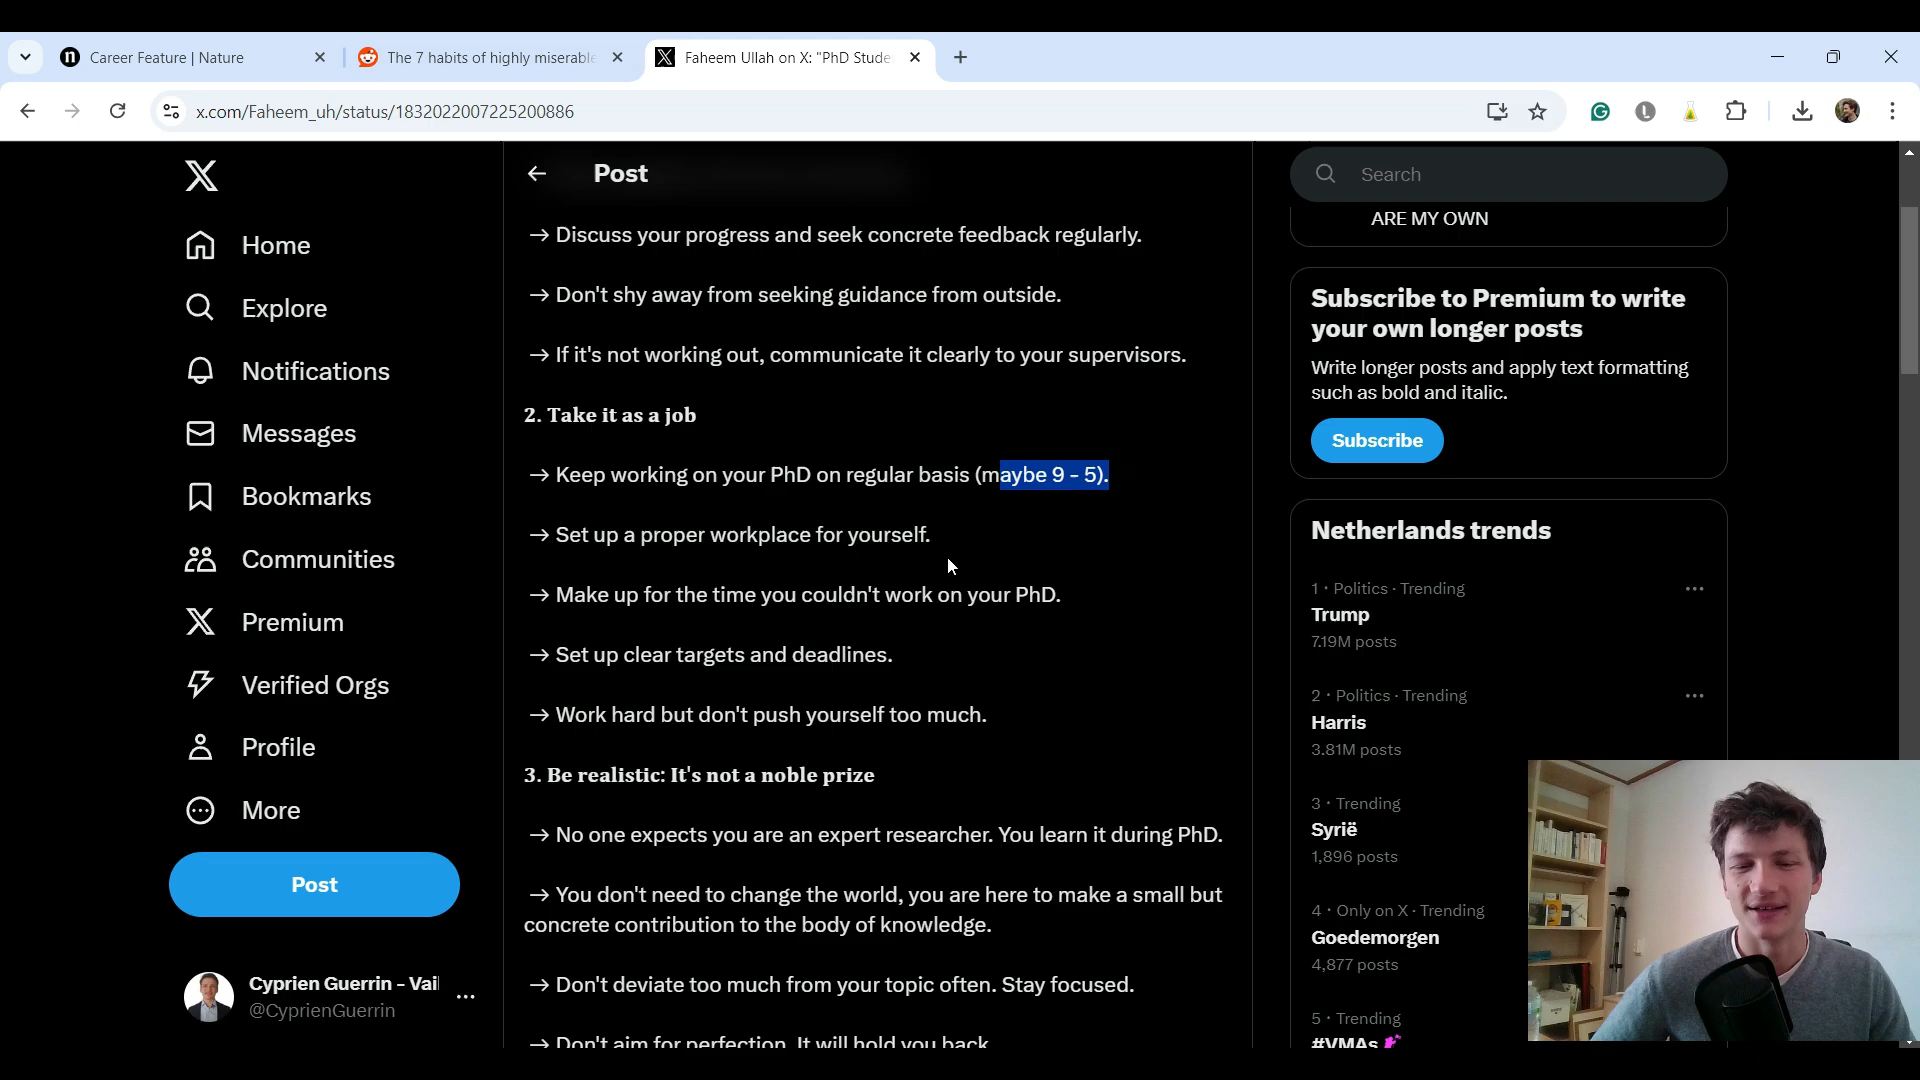 Career Feature | Nature
The 7 habits of highly miserable
Faheem Ullah on X: "PhD Stude
x.com/Faheem_uh/status/1832022007225200886
Home
Explore
Notifications
Messages
Bookmarks
Communities
Premium
Verified Orgs
Profile
More
Post
Cyprien Guerrin - Vail
@CyprienGuerrin
Post
→ Discuss your progress and seek concrete feedback regularly.
→ Don't shy away from seeking guidance from outside.
→ If it's not working out, communicate it clearly to your supervisors.
2. Take it as a job
→ Keep working on your PhD on regular basis (maybe 9 - 5).
→ Set up a proper workplace for yourself.
→ Make up for the time you couldn't work on your PhD.
→ Set up clear targets and deadlines.
→ Work hard but don't push yourself too much.
3. Be realistic: It's not a noble prize
→ No one expects you are an expert researcher. You learn it during PhD.
→ You don't need to change the world, you are here to make a small but
concrete contribution to the body of knowledge.
→ Don't deviate too much from your topic often. Stay focused.
→ Don't aim for perfection. It will hold you back
Search
ARE MY OWN
Subscribe to Premium to write
your own longer posts
Write longer posts and apply text formatting
such as bold and italic.
Subscribe
Netherlands trends
1 · Politics · Trending
Trump
7.19M posts
2 · Politics · Trending
Harris
3.81M posts
3 · Trending
Syrië
1,896 posts
4 · Only on X · Trending
Goedemorgen
4,877 posts
5 · Trending
#VMAs